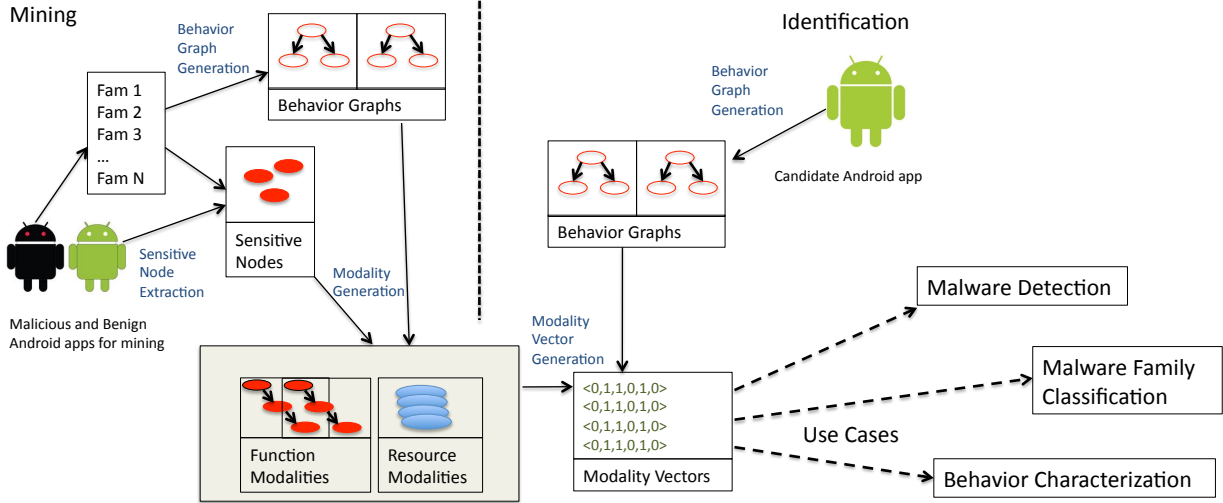 Mining
Behavior
Graph
Generation
Fam 1
Fam 2
Fam 3
...
Fam N
Behavior Graphs
Sensitive
Nodes
Sensitive
Node
Extraction
Modality
Generation
Malicious and Benign
Android apps for mining
Function
Modalities
Resource
Modalities
Identification
Behavior
Graph
Generation
Candidate Android app
Behavior Graphs
Modality
Vector
Generation
<0,1,1,0,1,0>
<0,1,1,0,1,0>
<0,1,1,0,1,0>
<0,1,1,0,1,0>
Modality Vectors
Use Cases
Malware Detection
Malware Family
Classification
Behavior Characterization